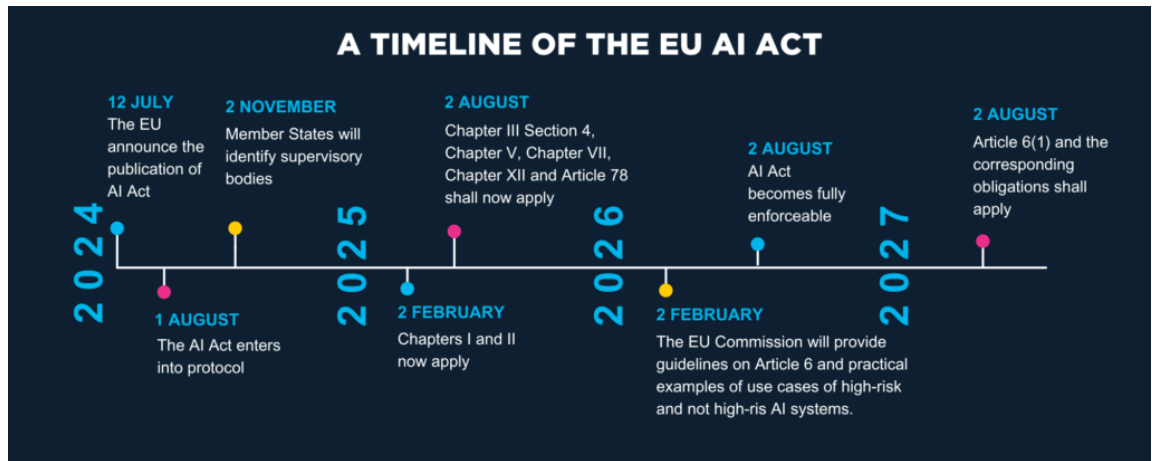 A TIMELINE OF THE EU AI ACT
2024
12 JULY
The EU
announce the
publication of
AI Act
1 AUGUST
The AI Act enters
into protocol
2 NOVEMBER
Member States will
identify supervisory
bodies
2025
2 FEBRUARY
Chapters I and II
now apply
2 AUGUST
Chapter III Section 4,
Chapter V, Chapter VII,
Chapter XII and Article 78
shall now apply
2026
2 FEBRUARY
The EU Commission will provide
guidelines on Article 6 and practical
examples of use cases of high-risk
and not high-ris AI systems.
2 AUGUST
AI Act
becomes fully
enforceable
2027
2 AUGUST
Article 6(1) and the
corresponding
obligations shall
apply